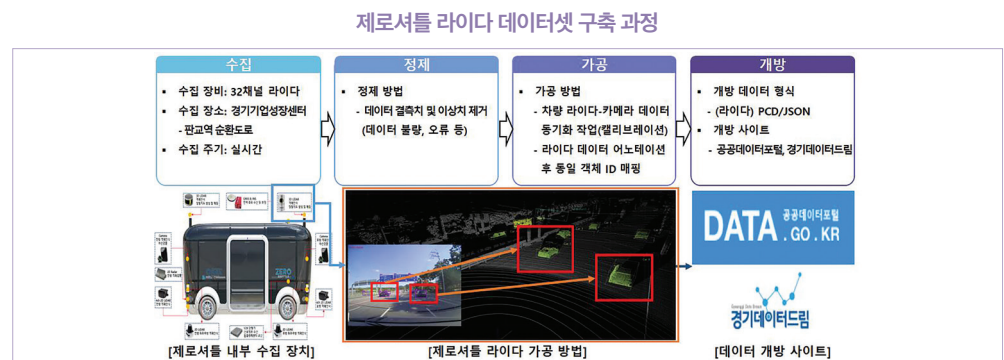 제로셔틀 라이다 데이터셋 구축 과정
수집
▪ 수집 장비: 32채널 라이다
▪ 수집 장소: 경기기업성장센터
- 판교역 순환도로
▪ 수집 주기: 실시간
정제
▪ 정제 방법
- 데이터 결측치 및 이상치 제거
(데이터 불량, 오류 등)
가공
▪ 가공 방법
- 차량 라이다-카메라 데이터
동기화 작업(캘리브레이션)
- 라이다 데이터 어노테이션
후 동일 객체 ID 매핑
개방
▪ 개방 데이터 형식
- (라이다) PCD/JSON
▪ 개방 사이트
- 공공데이터포털, 경기데이터드림
ZERO
DATA 공공데이터포털
.GO.KR
경기데이터드림
[제로셔틀 내부 수집 장치]
[제로셔틀 라이다 가공 방법]
[데이터 개방 사이트]